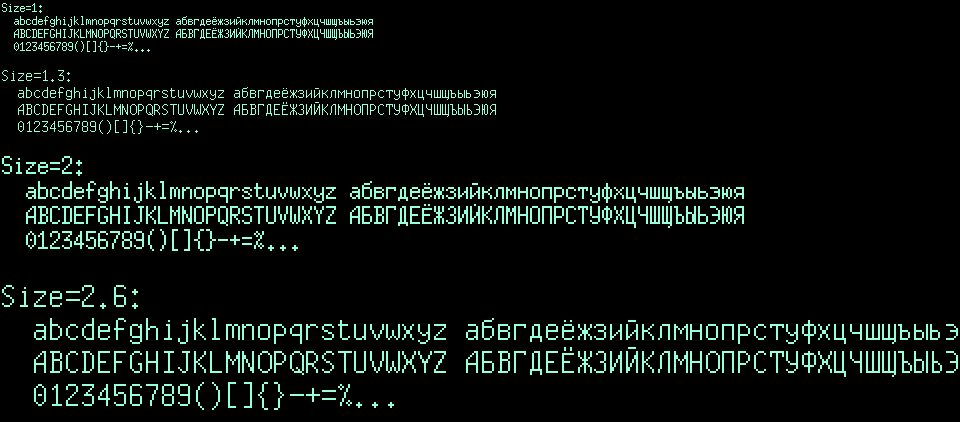 Size=1:
abcdefghijklmnopqrstuvwxyz абвгдеёжзийклмнопрстуфхцчшщъыьэюя
ABCDEFGHIJKLMNOPQRSTUVWXYZ АБВГДЕЁЖЗИЙКЛМНОПРСТУФХЦЧШЩЪЫЬЭЮЯ
0123456789()[]{}-+=%...
Size=1.3:
abcdefghijklmnopqrstuvwxyz абвгдеёжзийклмнопрстуфхцчшщъыьэюя
ABCDEFGHIJKLMNOPQRSTUVWXYZ АБВГДЕЁЖЗИЙКЛМНОПРСТУФХЦЧШЩЪЫЬЭЮЯ
0123456789()[]{}-+=%...
Size=2:
abcdefghijklmnopqrstuvwxyz абвгдеёжзийклмнопрстуфхцчшщъыьэюя
ABCDEFGHIJKLMNOPQRSTUVWXYZ АБВГДЕЁЖЗИЙКЛМНОПРСТУФХЦЧШЩЪЫЬЭЮЯ
0123456789()[]{}-+=%...
Size=2.6:
abcdefghijklmnopqrstuvwxyz абвгдеёжзийклмнопрстуфхцчшщъыьэ
ABCDEFGHIJKLMNOPQRSTUVWXYZ АБВГДЕЁЖЗИЙКЛМНОПРСТУФХЦЧШЩЪЫЬЭ
0123456789()[]{}-+=%...